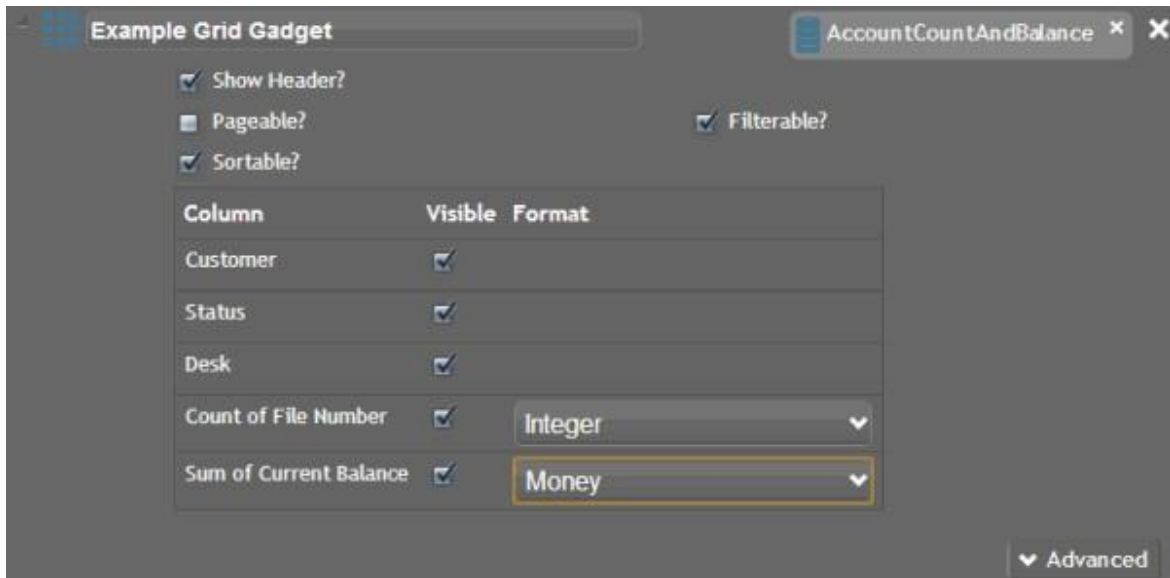 Example Grid Gadget AccountCountAndBalance
Show Header?
Pageable? Filterable?
Sortable?
Column Visible Format
Customer
Status
Desk
Count of File Number Integer
Sum of Current Balance Money
Advanced